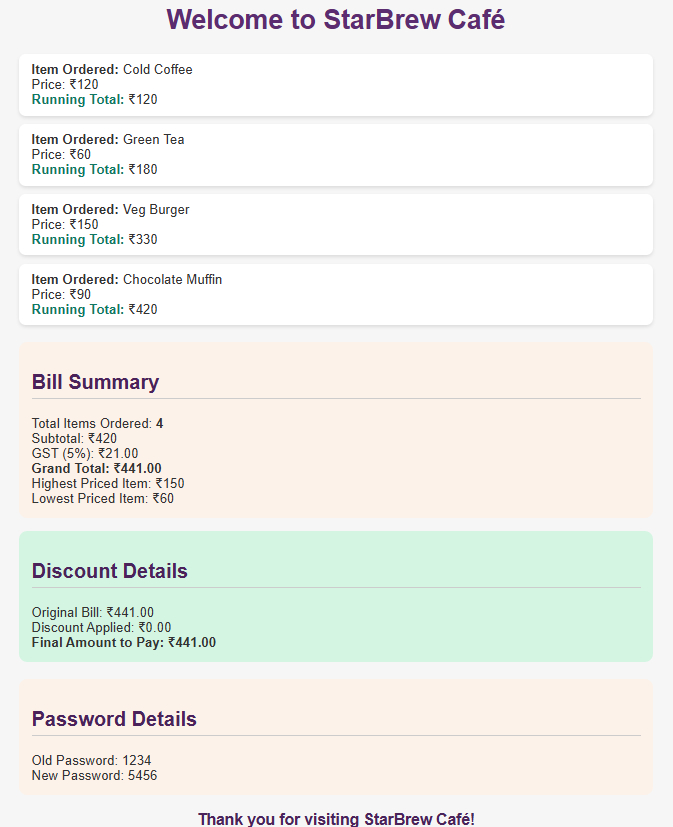 Welcome to StarBrew Café
Item Ordered: Cold Coffee
Price: ₹120
Running Total: ₹120
Item Ordered: Green Tea
Price: ₹60
Running Total: ₹180
Item Ordered: Veg Burger
Price: ₹150
Running Total: ₹330
Item Ordered: Chocolate Muffin
Price: ₹90
Running Total: ₹420
Bill Summary
Total Items Ordered: 4
Subtotal: ₹420
GST (5%): ₹21.00
Grand Total: ₹441.00
Highest Priced Item: ₹150
Lowest Priced Item: ₹60
Discount Details
Original Bill: ₹441.00
Discount Applied: ₹0.00
Final Amount to Pay: ₹441.00
Password Details
Old Password: 1234
New Password: 5456
Thank you for visiting StarBrew Café!